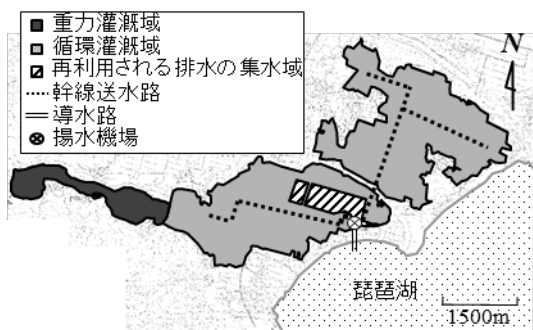 重力灌漑域
循環灌漑域
再利用される排水の集水域
幹線送水路
導水路
揚水機場
N
琵琶湖
1500m